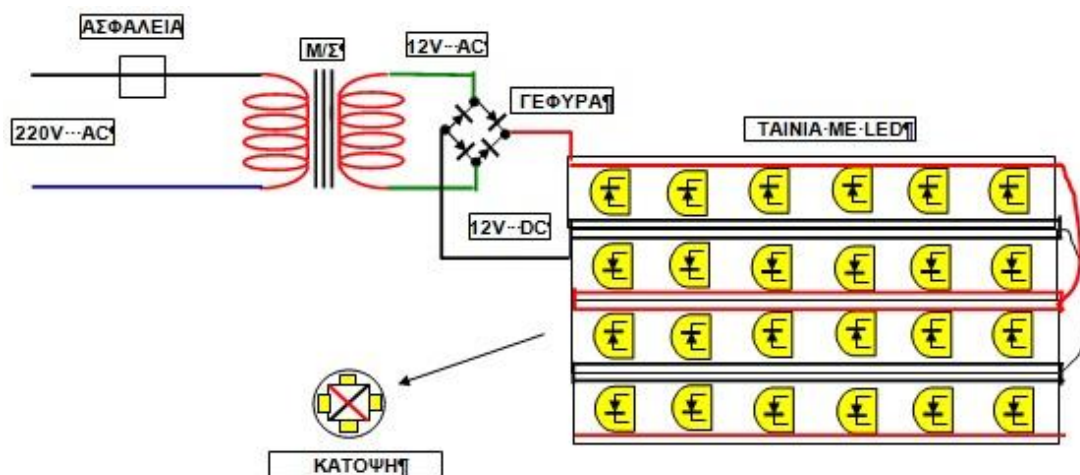 ΑΣΦΑΛΕΙΑ
Μ/Σ¶
12V···AC¶
ΓΕΦΥΡΑ¶
220V···AC¶
ΤΑΙΝΙΑ·ΜΕ·LED¶
12V···DC¶
ΚΑΤΟΨΗ¶